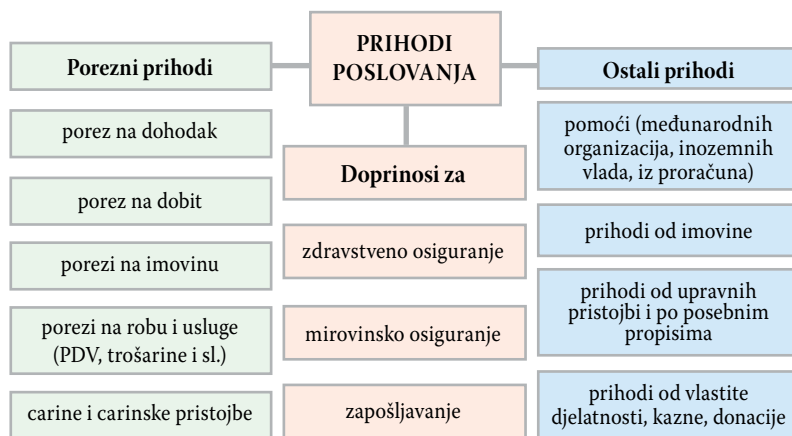 PRIHODI
POSLOVANJA
Porezni prihodi
porez na dohodak
porez na dobit
porezi na imovinu
porezi na robu i usluge
(PDV, trošarine i sl.)
carine i carinske pristojbe
Doprinosi za
zdravstveno osiguranje
mirovinsko osiguranje
zapošljavanje
Ostali prihodi
pomoći (međunarodnih
organizacija, inozemnih
vlada, iz proračuna)
prihodi od imovine
prihodi od upravnih
pristojbi i po posebnim
propisima
prihodi od vlastite
djelatnosti, kazne, donacije